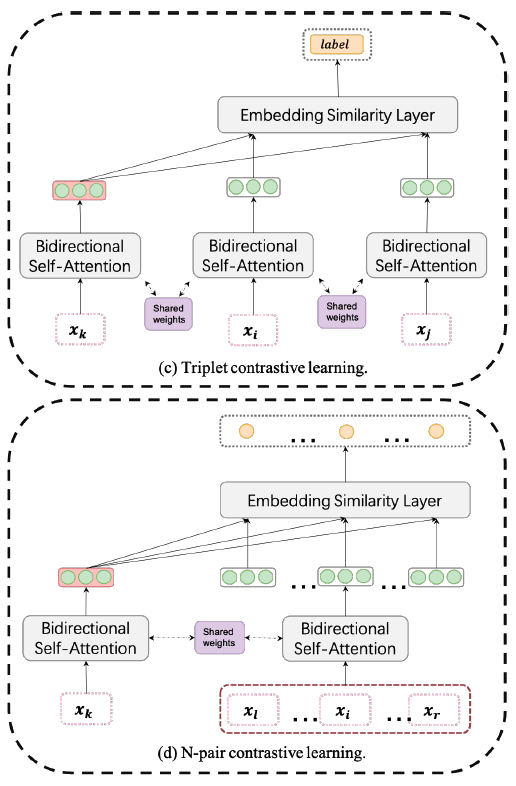 label
Embedding Similarity Layer
Bidirectional
Self-Attention
Bidirectional
Self-Attention
Bidirectional
Self-Attention
Shared
weights
Shared
weights
x_k
x_i
x_j
(c) Triplet contrastive learning.
... ...
Embedding Similarity Layer
... ...
Bidirectional
Self-Attention
Shared
weights
Bidirectional
Self-Attention
x_k
x_l ... x_i ... x_r
(d) N-pair contrastive learning.